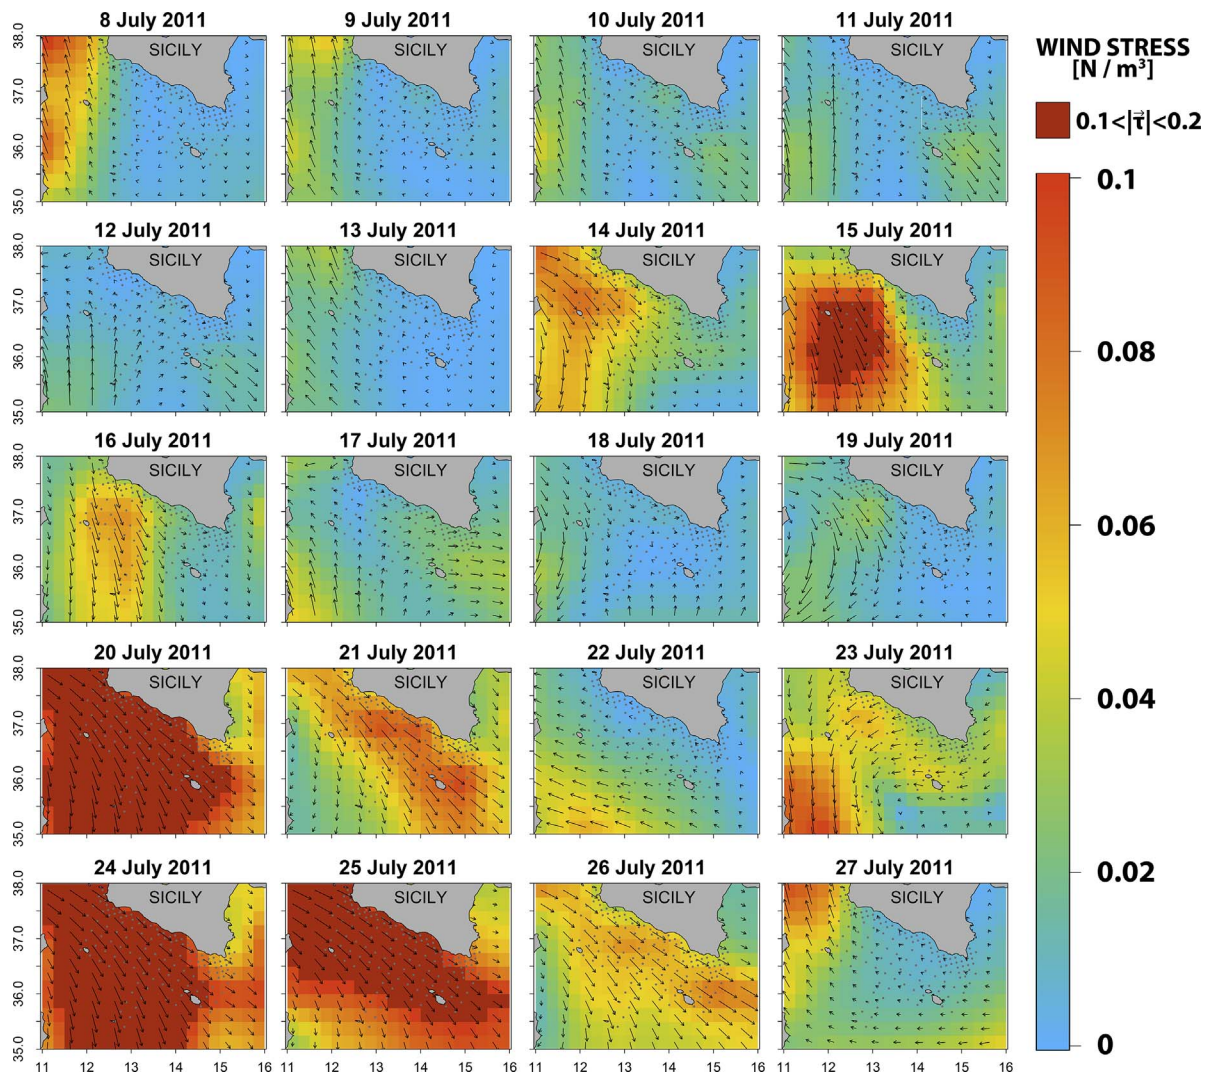 8 July 2011
9 July 2011
10 July 2011
11 July 2011
38.0
37.0
36.0
35.0
SICILY
SICILY
SICILY
SICILY
12 July 2011
13 July 2011
14 July 2011
15 July 2011
38.0
37.0
36.0
35.0
SICILY
SICILY
SICILY
SICILY
16 July 2011
17 July 2011
18 July 2011
19 July 2011
38.0
37.0
36.0
35.0
SICILY
SICILY
SICILY
SICILY
20 July 2011
21 July 2011
22 July 2011
23 July 2011
38.0
37.0
36.0
35.0
SICILY
SICILY
SICILY
SICILY
24 July 2011
25 July 2011
26 July 2011
27 July 2011
38.0
37.0
36.0
35.0
SICILY
SICILY
SICILY
SICILY
11 12 13 14 15 16
11 12 13 14 15 16
11 12 13 14 15 16
11 12 13 14 15 16
WIND STRESS
[N / m³]
0.1<|τ⃗|<0.2
0.1
0.08
0.06
0.04
0.02
0